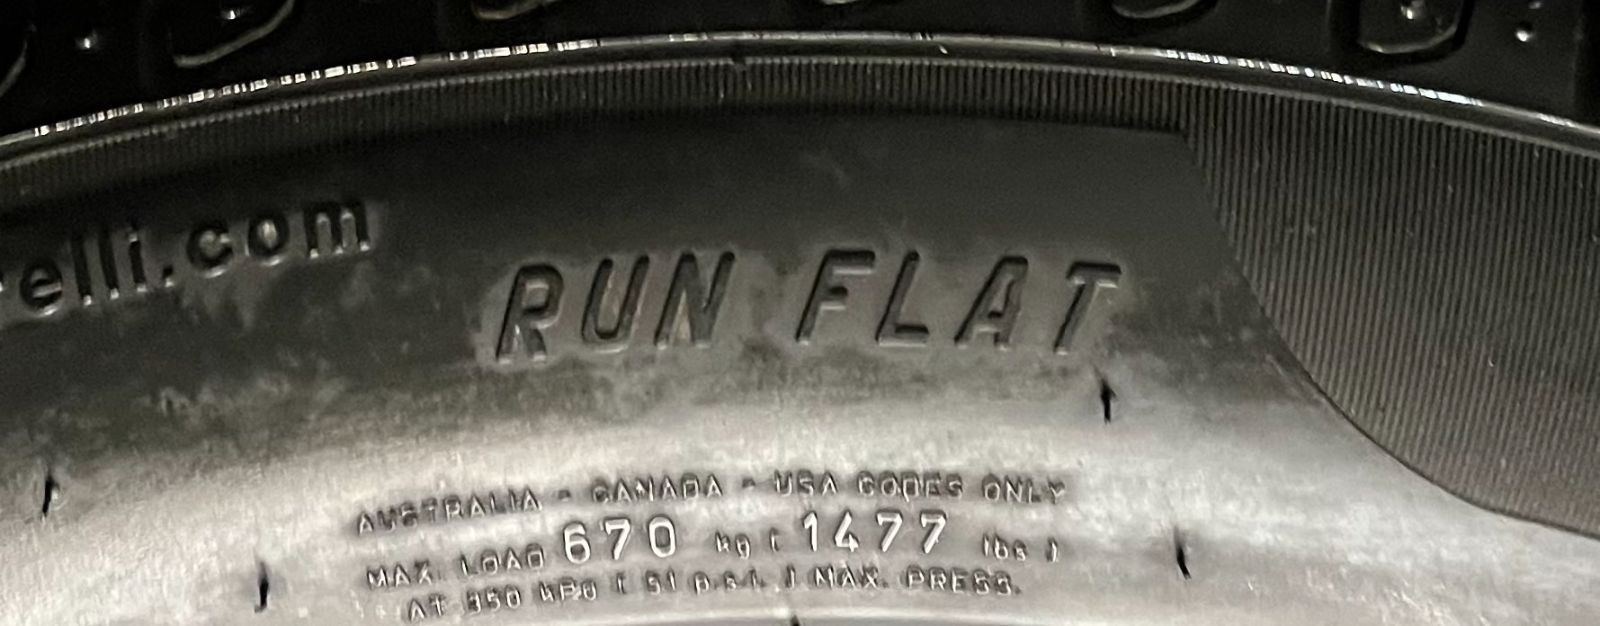 elli.com
RUN FLAT
AUSTRALIA - CANADA - USA CODES ONLY
MAX. LOAD 670 kg ( 1477 lbs )
AT 350 kPa ( 51 p.s.i. ) MAX. PRESS.